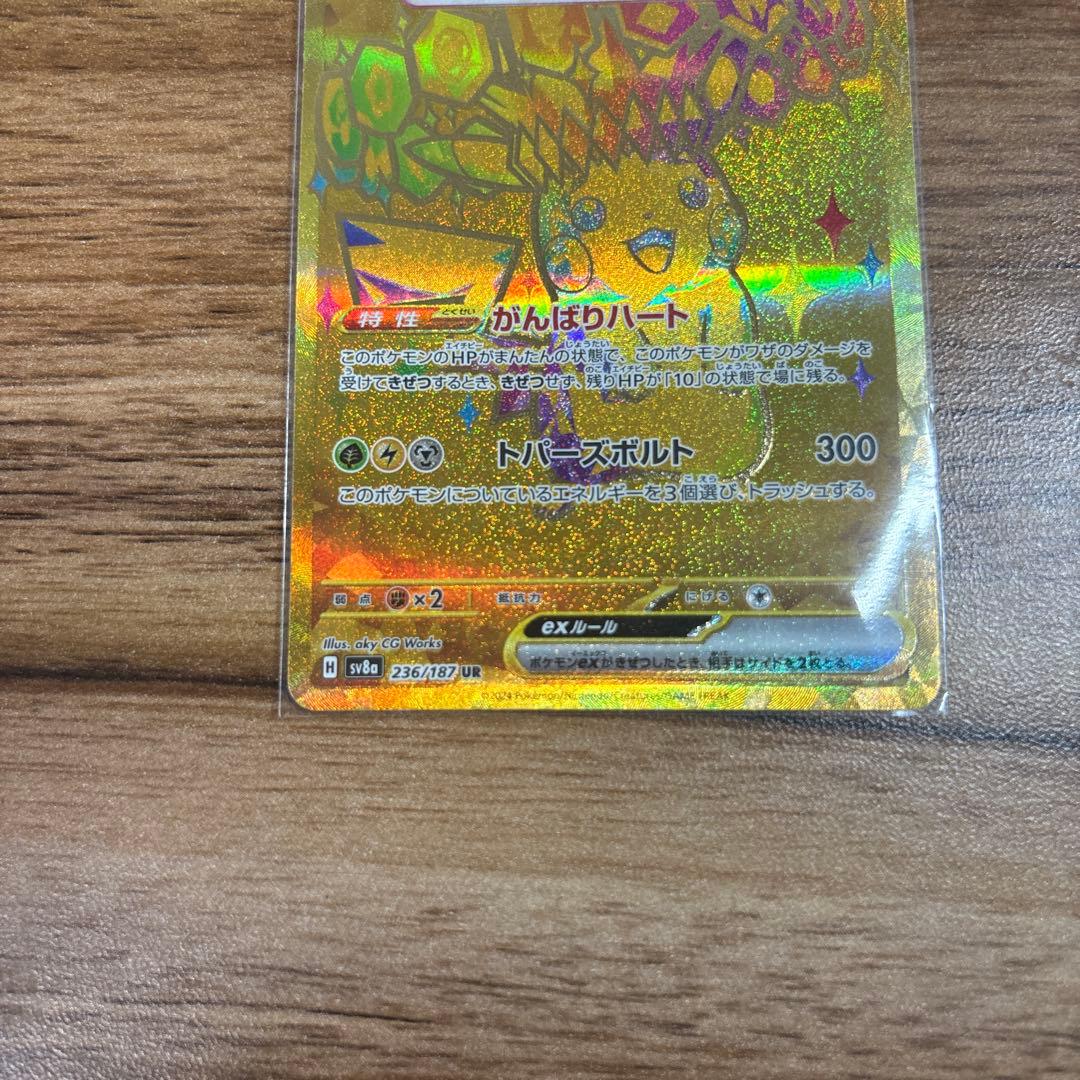 特性 がんばりハート
このポケモンのHPがまんたんの状態で、このポケモンがワザのダメージを
受けてきぜつするとき、きぜつせず、残りHPが「10」の状態で場に残る。
トパーズボルト 300
このポケモンについているエネルギーを3個選び、トラッシュする。
弱点 ×2 抵抗力 にげる
exルール
ポケモンexがきぜつしたとき、相手はサイドを2枚とる。
Illus. aky CG Works
H sv8a 236/187 UR
©2024 Pokémon/Nintendo/Creatures/GAME FREAK